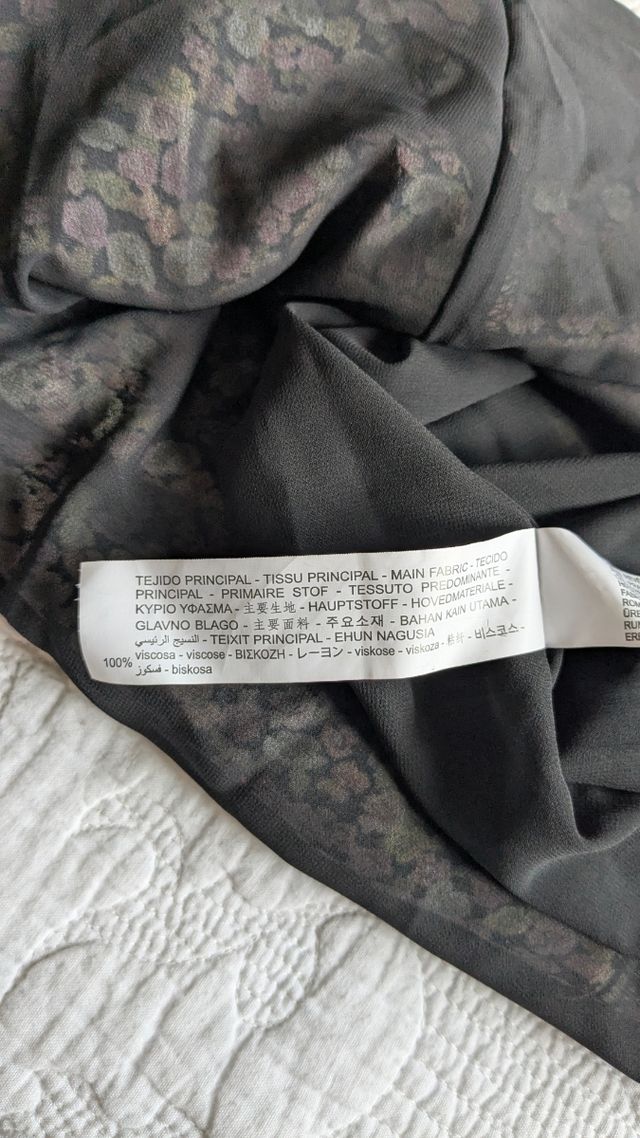 TEJIDO PRINCIPAL - TISSU PRINCIPAL - MAIN FABRIC - TECIDO
PRINCIPAL - PRIMAIRE STOF - TESSUTO PREDOMINANTE -
ΚΥΡΙΟ ΥΦΑΣΜΑ - 主要生地 - HAUPTSTOFF - HOVEDMATERIALE -
GLAVNO BLAGO - 主要面料 - 주요소재 - BAHAN KAIN UTAMA -
النسيج الرئيسي - TEIXIT PRINCIPAL - EHUN NAGUSIA
100% viscosa - viscose - ΒΙΣΚΟΖΗ - レーヨン - viskose - viskoza - 粘纤 - 비스코스 -
فسكوز - biskosa